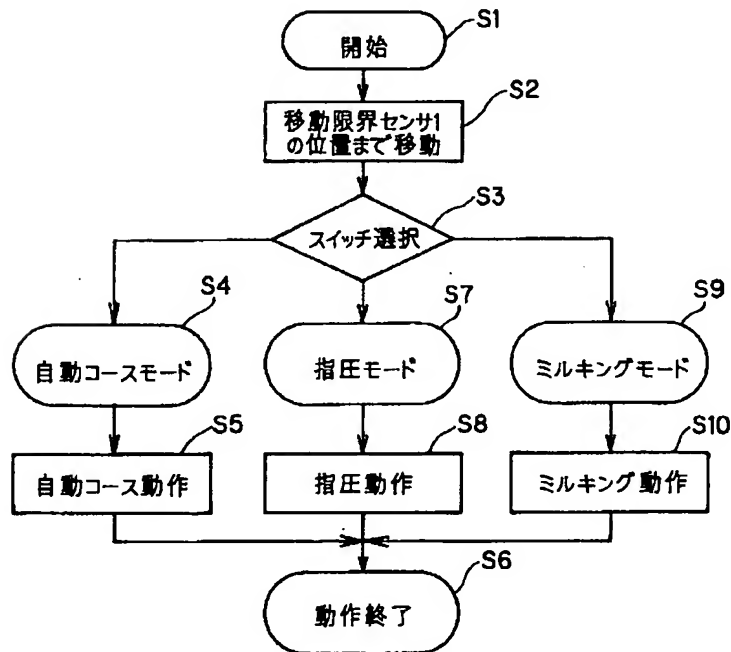 S1
開始
S2
移動限界センサ1
の位置まで移動
S3
スイッチ選択
S4
自動コースモード
S7
指圧モード
S9
ミルキングモード
S5
自動コース動作
S8
指圧動作
S10
ミルキング動作
S6
動作終了